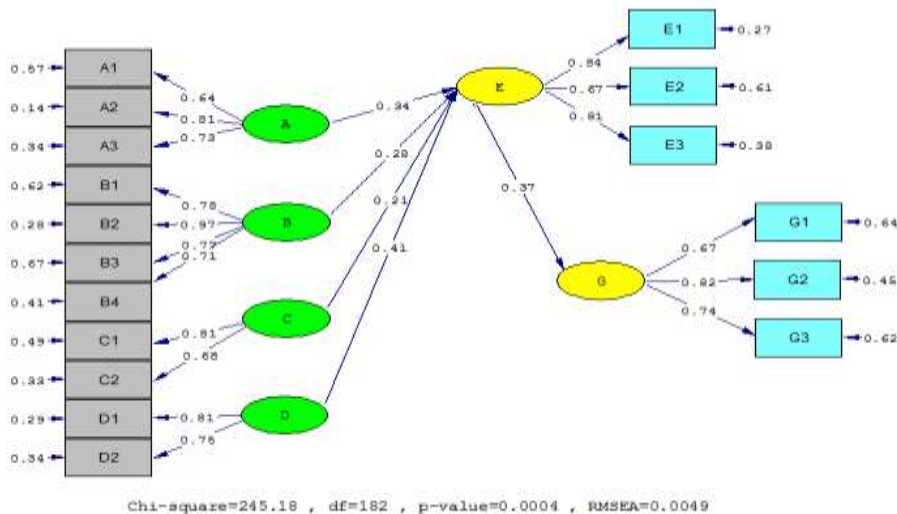 E1
0.27
0.84
0.57
A1
K
0.67
E2
0.61
0.64
0.34
0.14
A2
0.81
0.81
A
E3
0.38
0.34
A3
0.73
0.28
0.62
B1
0.37
0.78
0.21
0.28
B2
0.97
B
G1
0.64
0.77
0.41
0.67
0.67
B3
0.71
G
0.82
G2
0.45
0.41
B4
0.74
C
0.81
G3
0.62
0.49
C1
0.68
0.33
C2
0.29
D1
0.81
D
0.34
D2
Chi-square=245.18 , df=182 , p-value=0.0004 , RMSEA=0.0049